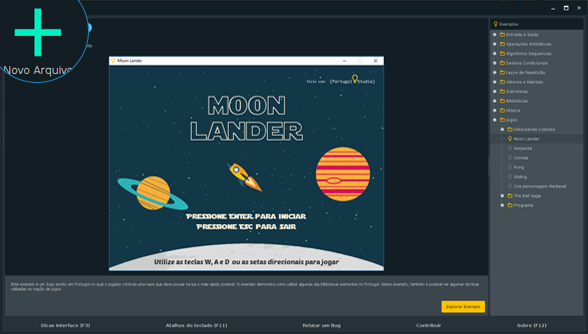 Novo Arquivo
Moon Lander
Feito com: {Portugol Studio}
MOON
LANDER
PRESSIONE ENTER PARA INICIAR
PRESSIONE ESC PARA SAIR
Utilize as teclas W, A e D ou as setas direcionais para jogar
Exemplos
Entrada e Saída
Operações Aritméticas
Algoritmos Sequências
Desvios Condicionais
Laços de Repetição
Vetores e Matrizes
Subrotinas
Bibliotecas
Música
Jogos
Detectando Colisões
Moon Lander
Serpente
Corrida
Pong
Sliding
Une personagem Medieval
The Ball Saga
Programe
Este exemplo é um Jogo escrito em Portugol no qual o jogador controla uma nave que deve pousar na lua o mais rápido possível. O exemplo demonstra como utilizar algumas das bibliotecas existentes no Portugol. Neste exemplo, também é possível ver algumas técnicas
utilizadas na criação de jogos.
Explorar Exemplo
Dicas Interface (F3)
Atalhos do teclado (F11)
Relatar um Bug
Contribuir
Sobre (F12)